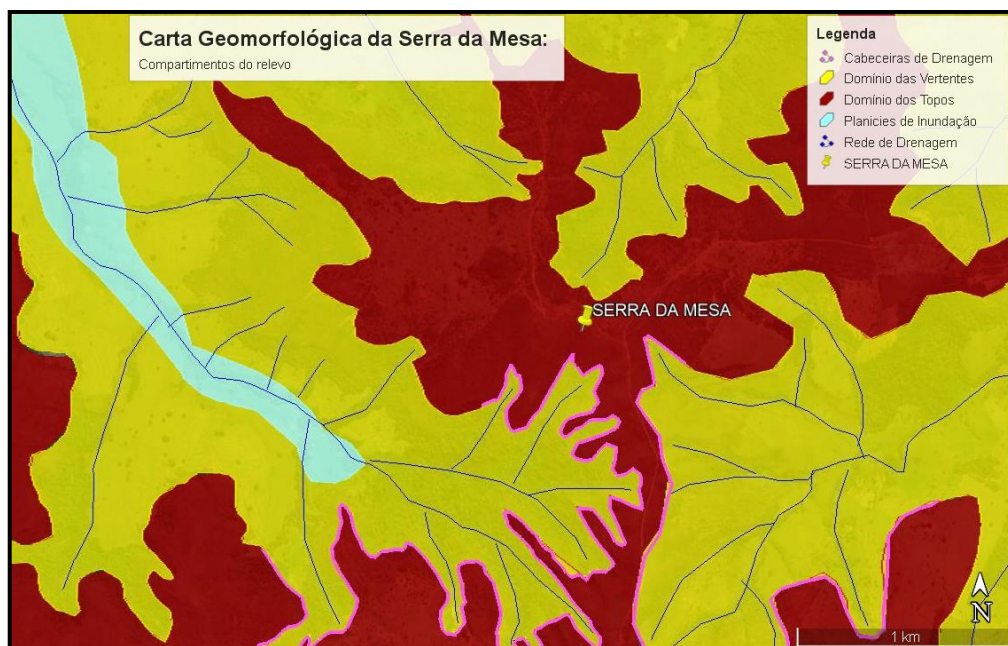 Carta Geomorfológica da Serra da Mesa:
Compartimentos do relevo
Legenda
Cabeceiras de Drenagem
Domínio das Vertentes
Domínio dos Topos
Planicies de Inundação
Rede de Drenagem
SERRA DA MESA
SERRA DA MESA
N
1 km